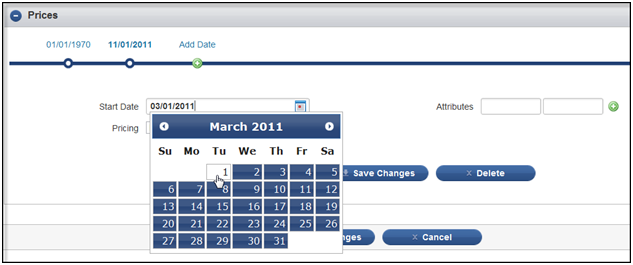 Prices
01/01/1970 11/01/2011 Add Date
Start Date 03/01/2011 Attributes
Pricing
March 2011
Su Mo Tu We Th Fr Sa
1 2 3 4 5
Save Changes Delete
6 7 8 9 10 11 12
13 14 15 16 17 18 19
20 21 22 23 24 25 26
27 28 29 30 31
Cancel